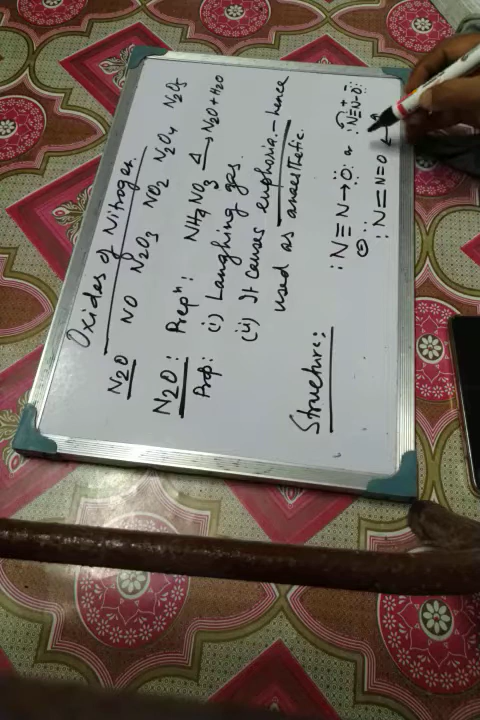 Oxides of Nitrogen
N₂O NO N₂O₃ NO₂ N₂O₄ N₂O₅
N₂O: Prepⁿ: NH₄NO₃ →Δ N₂O + H₂O
Prop: (i) Laughing gas.
(ii) It causes euphoria – hence
used as anaesthetic.
Structure:
:N≡N→O: or :N≡N–O:
:N=N=O ↔